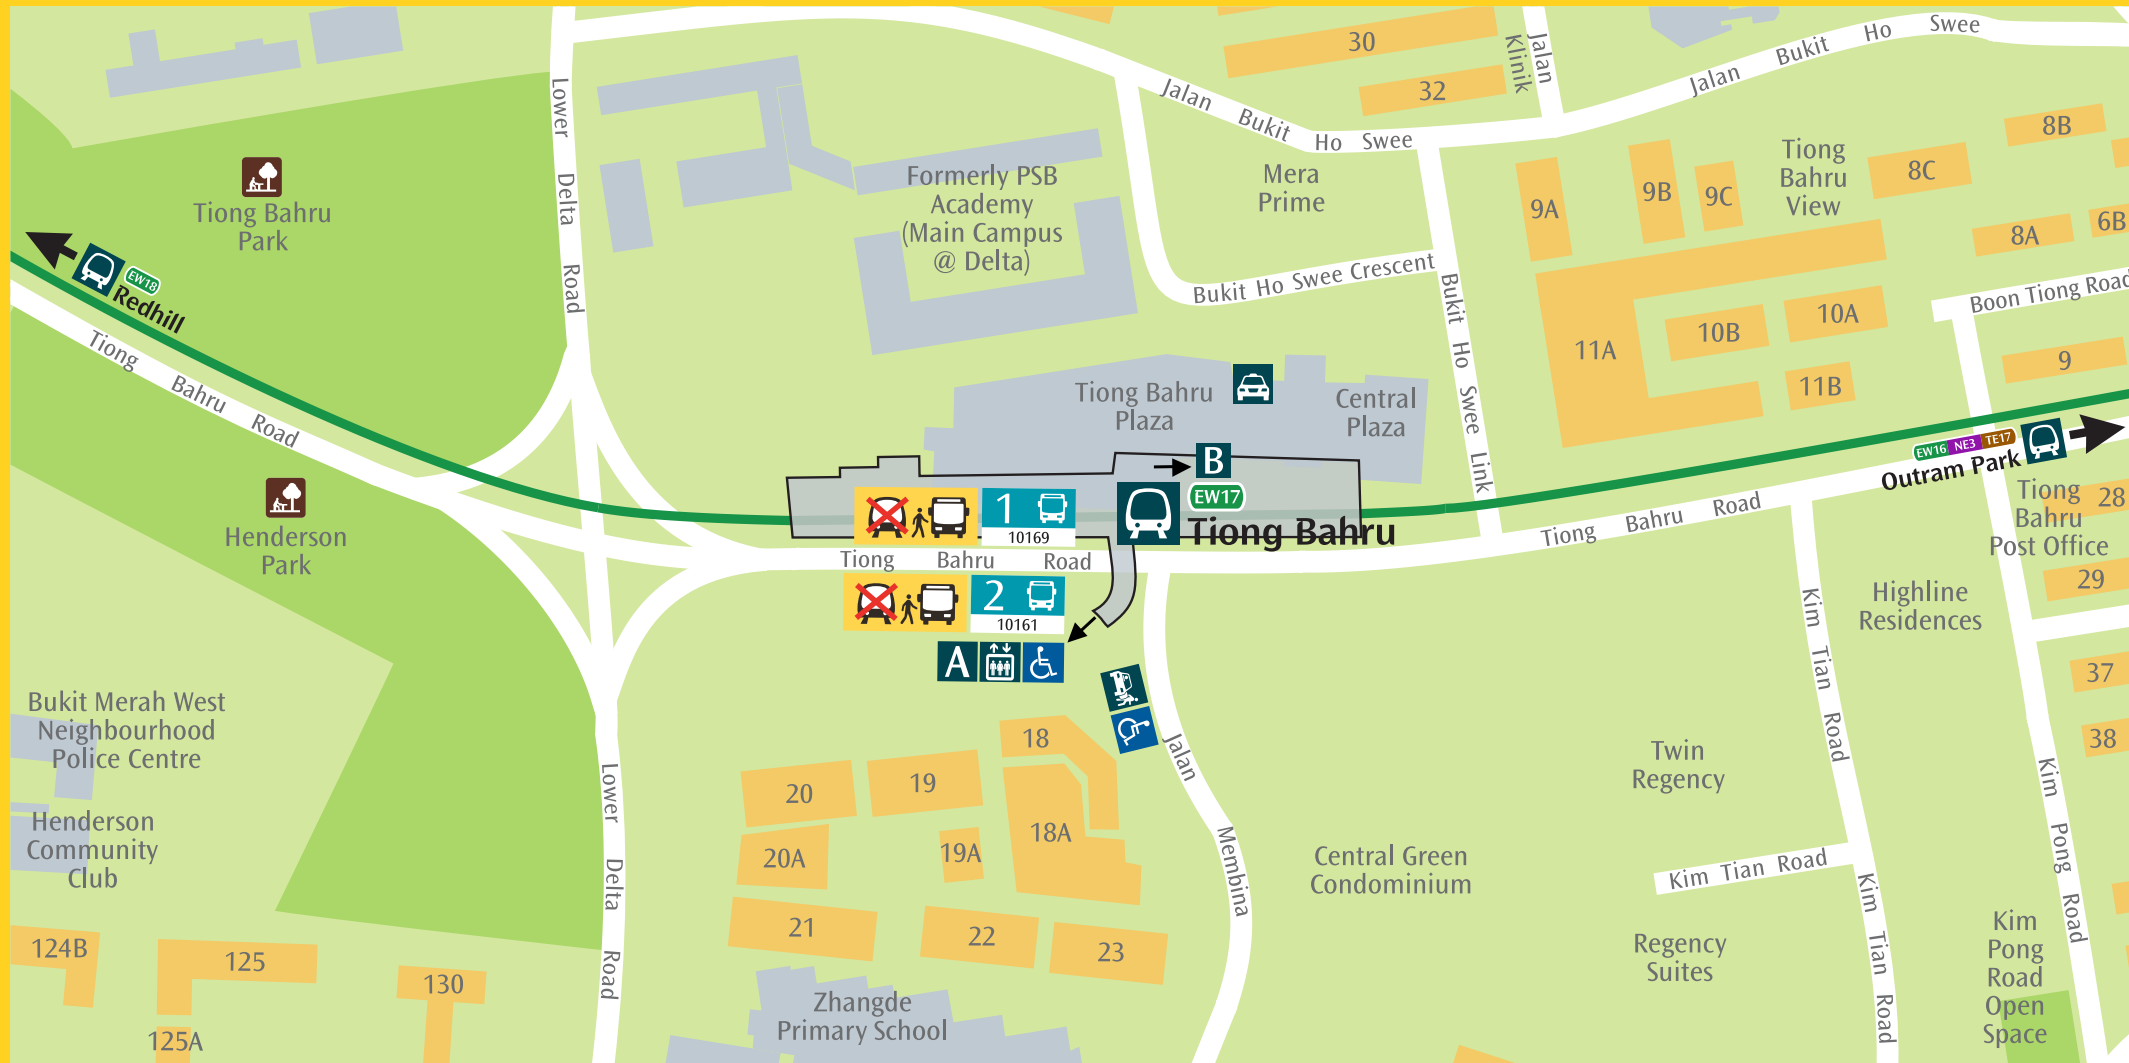 30
32
Jalan
Klinik
Jalan Bukit Ho Swee
Jalan Bukit Ho Swee
Lower Delta Road
Tiong Bahru
Park
EW18
Redhill
Tiong Bahru Road
Henderson
Park
Formerly PSB
Academy
(Main Campus
@ Delta)
Mera
Prime
Bukit Ho Swee Crescent
Bukit Ho Swee Link
9A
9B
9C
Tiong
Bahru
View
8B
8C
8A
6B
11A
10B
10A
11B
Boon Tiong Road
9
Tiong Bahru
Plaza
Central
Plaza
B
EW17
Tiong Bahru
1
10169
Tiong Bahru Road
2
10161
A
EW16 NE3 TE17
Outram Park
Tiong Bahru Road
Tiong
Bahru
Post Office
28
29
Highline
Residences
Kim Tian Road
37
38
Kim Pong Road
Twin
Regency
Bukit Merah West
Neighbourhood
Police Centre
Henderson
Community
Club
124B
125
125A
130
Lower Delta Road
18
18A
19
19A
20
20A
21
22
23
Zhangde
Primary School
Jalan Membina
Central Green
Condominium
Kim Tian Road
Kim Tian Road
Regency
Suites
Kim
Pong
Road
Open
Space